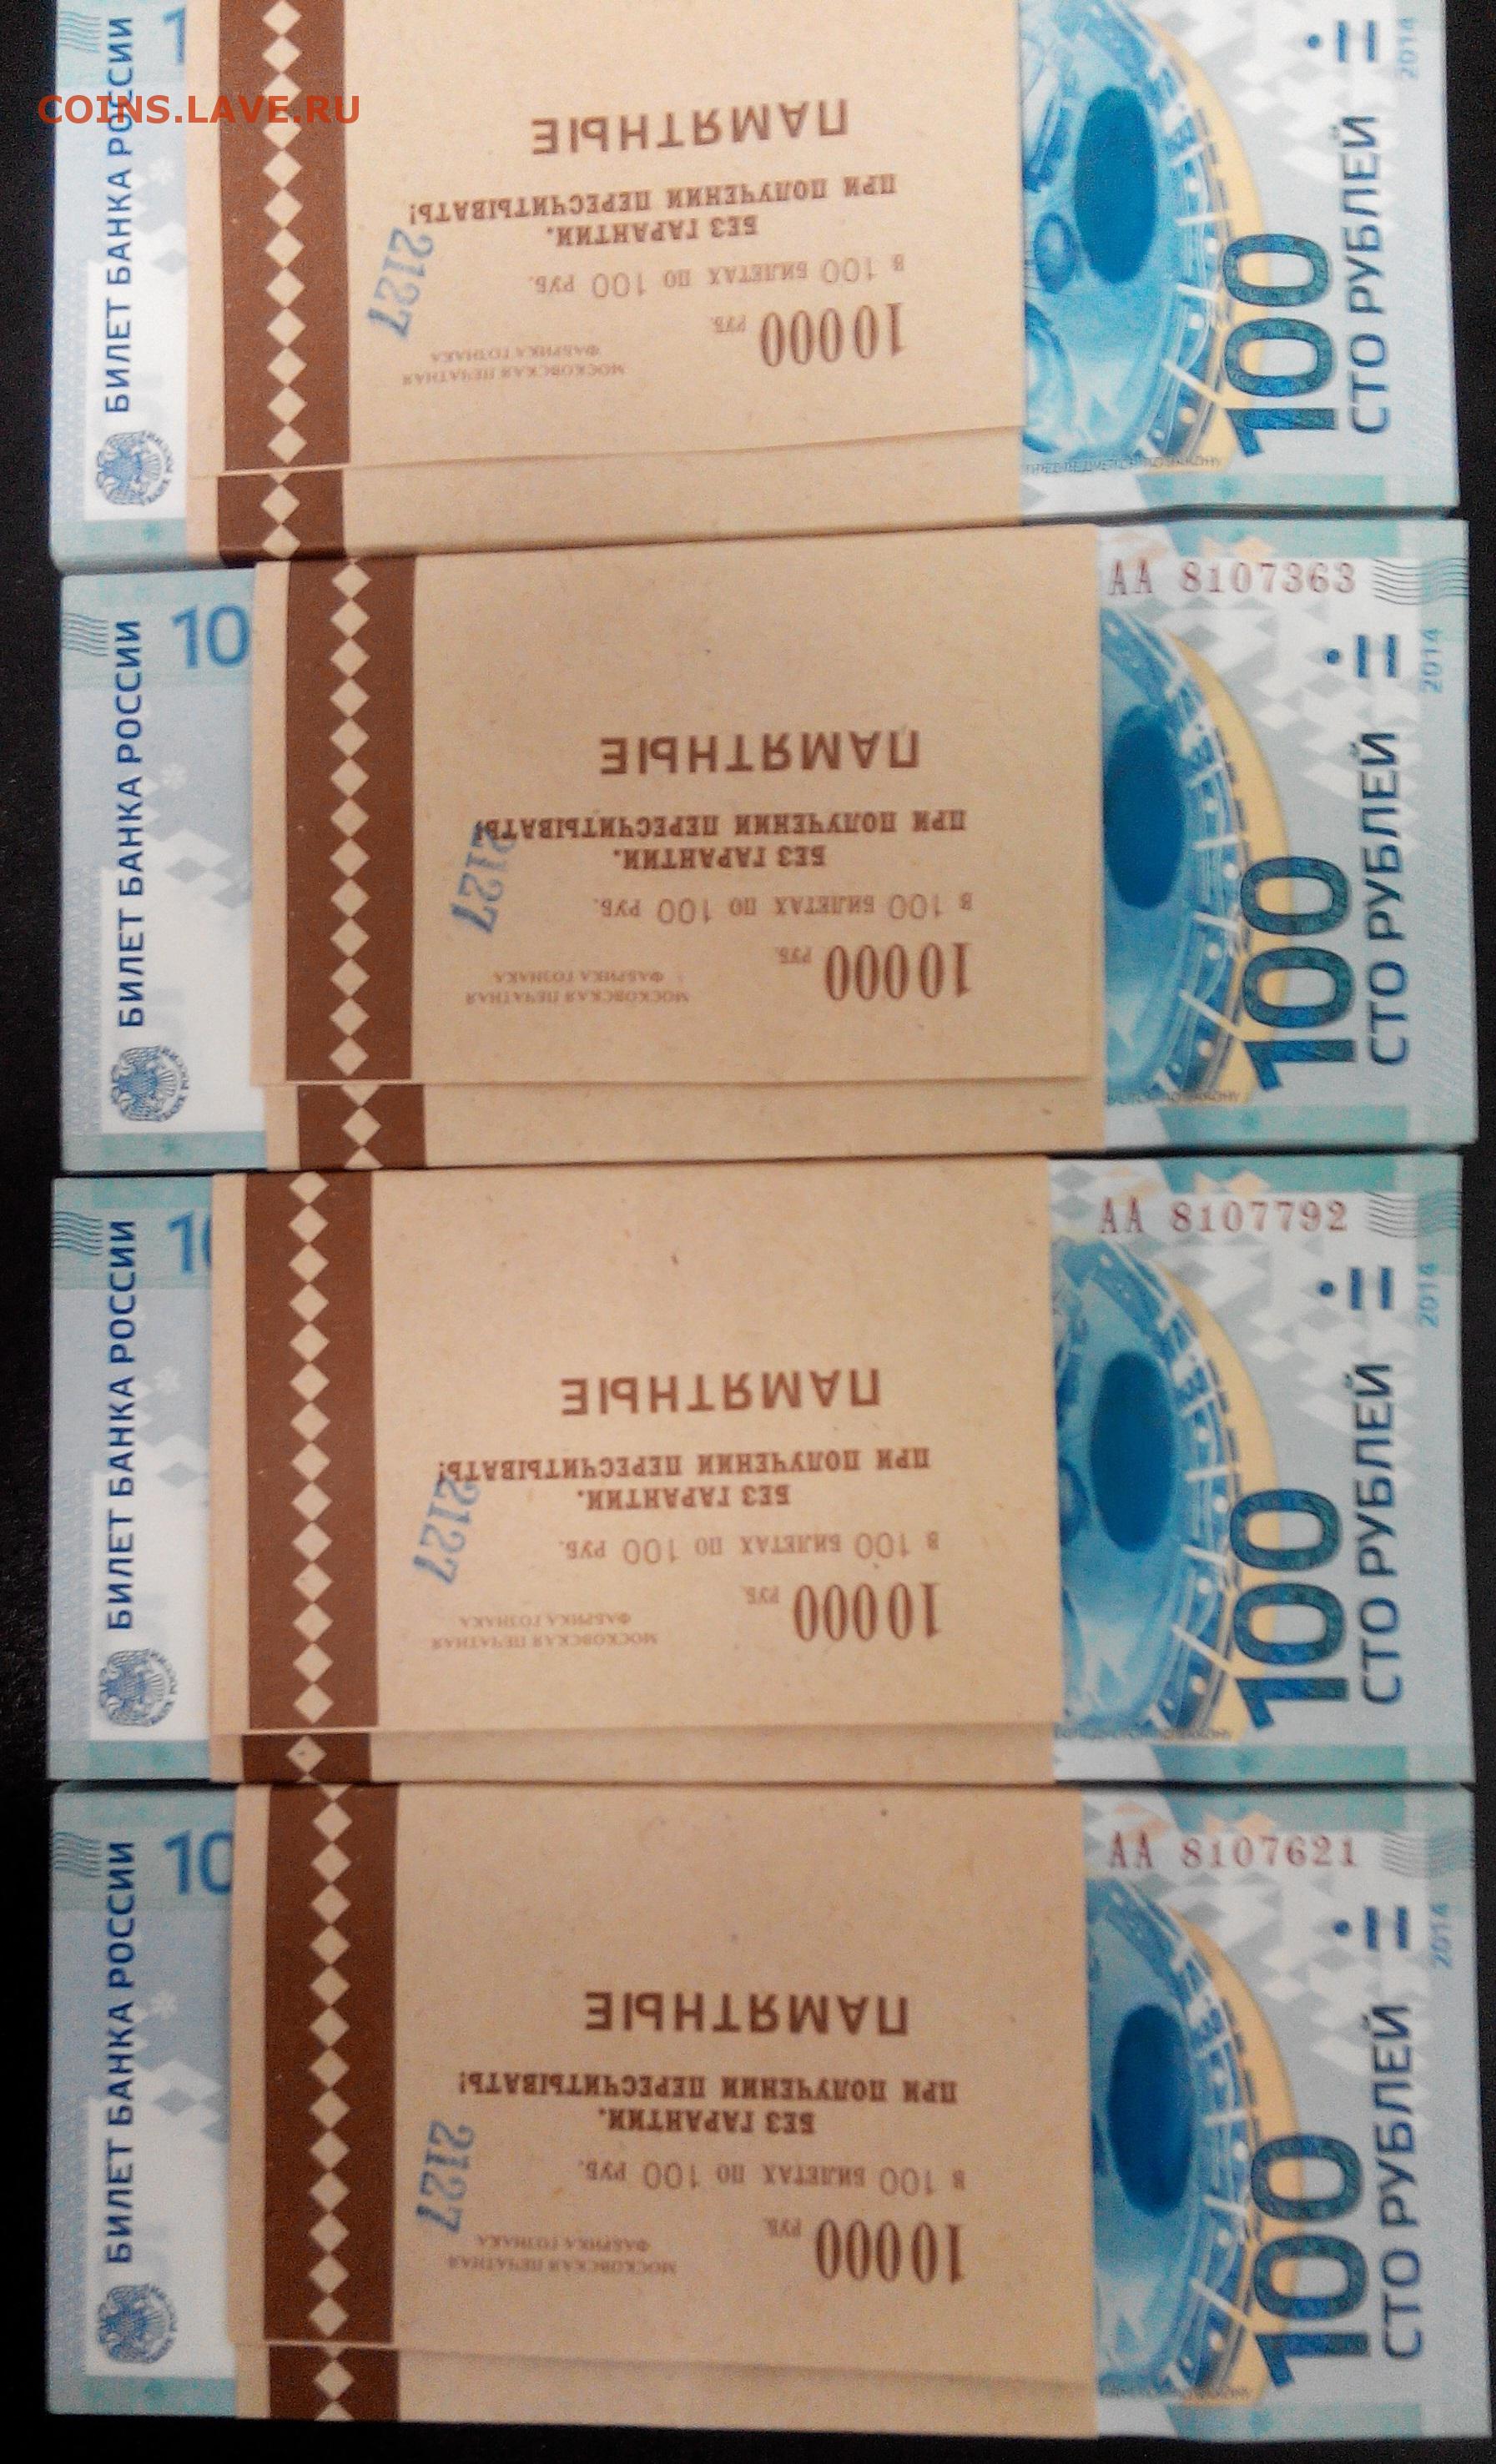 COINS.LAVE.RU
БИЛЕТ БАНКА РОССИИ
1
ПАМЯТНЫЕ
ПРИ ПОЛУЧЕНИИ ПЕРЕСЧИТЫВАТЬ!
БЕЗ ГАРАНТИИ.
В 100 БИЛЕТАХ ПО 100 РУБ.
10000 РУБ.
МОСКОВСКАЯ ПЕЧАТНАЯ
ФАБРИКА ГОЗНАКА
2127
100
СТО РУБЛЕЙ
2014
БИЛЕТ БАНКА РОССИИ
10
ПАМЯТНЫЕ
ПРИ ПОЛУЧЕНИИ ПЕРЕСЧИТЫВАТЬ!
БЕЗ ГАРАНТИИ.
В 100 БИЛЕТАХ ПО 100 РУБ.
10000 РУБ.
МОСКОВСКАЯ ПЕЧАТНАЯ
ФАБРИКА ГОЗНАКА
2127
АА 8107363
100
СТО РУБЛЕЙ
2014
БИЛЕТ БАНКА РОССИИ
10
ПАМЯТНЫЕ
ПРИ ПОЛУЧЕНИИ ПЕРЕСЧИТЫВАТЬ!
БЕЗ ГАРАНТИИ.
В 100 БИЛЕТАХ ПО 100 РУБ.
10000 РУБ.
МОСКОВСКАЯ ПЕЧАТНАЯ
ФАБРИКА ГОЗНАКА
2127
АА 8107792
100
СТО РУБЛЕЙ
2014
БИЛЕТ БАНКА РОССИИ
10
ПАМЯТНЫЕ
ПРИ ПОЛУЧЕНИИ ПЕРЕСЧИТЫВАТЬ!
БЕЗ ГАРАНТИИ.
В 100 БИЛЕТАХ ПО 100 РУБ.
10000 РУБ.
МОСКОВСКАЯ ПЕЧАТНАЯ
ФАБРИКА ГОЗНАКА
2127
АА 8107621
100
СТО РУБЛЕЙ
2014